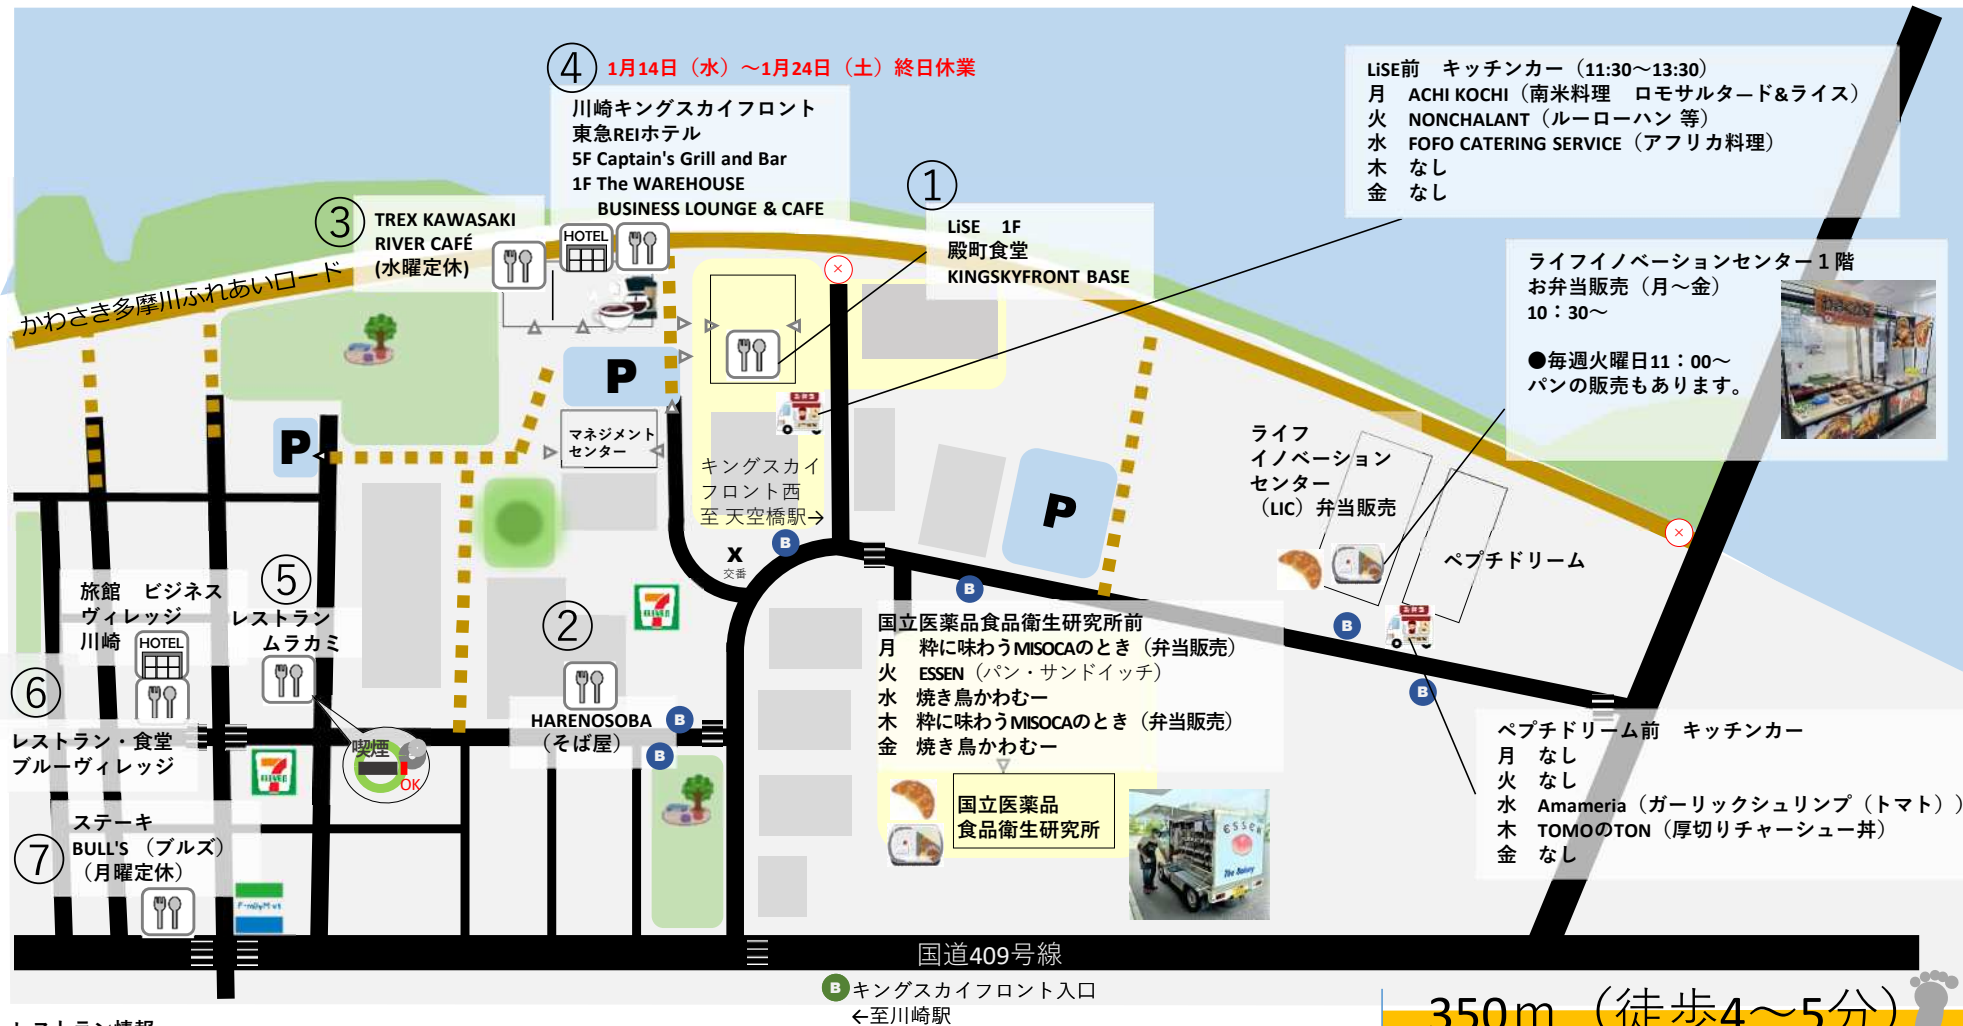 ④ 1月14日（水）～1月24日（土）終日休業
川崎キングスカイフロント
東急REIホテル
5F Captain's Grill and Bar
1F The WAREHOUSE
BUSINESS LOUNGE & CAFE
③ TREX KAWASAKI
RIVER CAFÉ
(水曜定休)
HOTEL
かわさき多摩川ふれあいロード
①
LiSE 1F
殿町食堂
KINGSKYFRONT BASE
LiSE前 キッチンカー（11:30～13:30）
月 ACHI KOCHI（南米料理 ロモサルタード&ライス）
火 NONCHALANT（ルーローハン 等）
水 FOFO CATERING SERVICE（アフリカ料理）
木 なし
金 なし
ライフイノベーションセンター１階
お弁当販売（月～金）
10：30～
●毎週火曜日11：00～
パンの販売もあります。
P
P
P
マネジメント
センター
キングスカイ
フロント西
至 天空橋駅→
B
X
交番
ライフ
イノベーション
センター
（LIC）弁当販売
ペプチドリーム
B
B
B
旅館 ビジネス
ヴィレッジ
川崎
HOTEL
⑤
レストラン
ムラカミ
喫煙
OK
⑥
レストラン・食堂
ブルーヴィレッジ
ELEVEN
ELEVEN
②
HARENOSOBA
（そば屋）
B
B
国立医薬品食品衛生研究所前
月 粋に味わうMISOCAのとき（弁当販売）
火 ESSEN（パン・サンドイッチ）
水 焼き鳥かわむー
木 粋に味わうMISOCAのとき（弁当販売）
金 焼き鳥かわむー
国立医薬品
食品衛生研究所
ESSEN
The Bakery
ペプチドリーム前 キッチンカー
月 なし
火 なし
水 Amameria（ガーリックシュリンプ（トマト））
木 TOMOのTON（厚切りチャーシュー丼）
金 なし
⑦
ステーキ
BULL'S （ブルズ）
（月曜定休）
FamilyMart
国道409号線
B キングスカイフロント入口
←至川崎駅
レストラン情報
350m（徒歩4～5分）